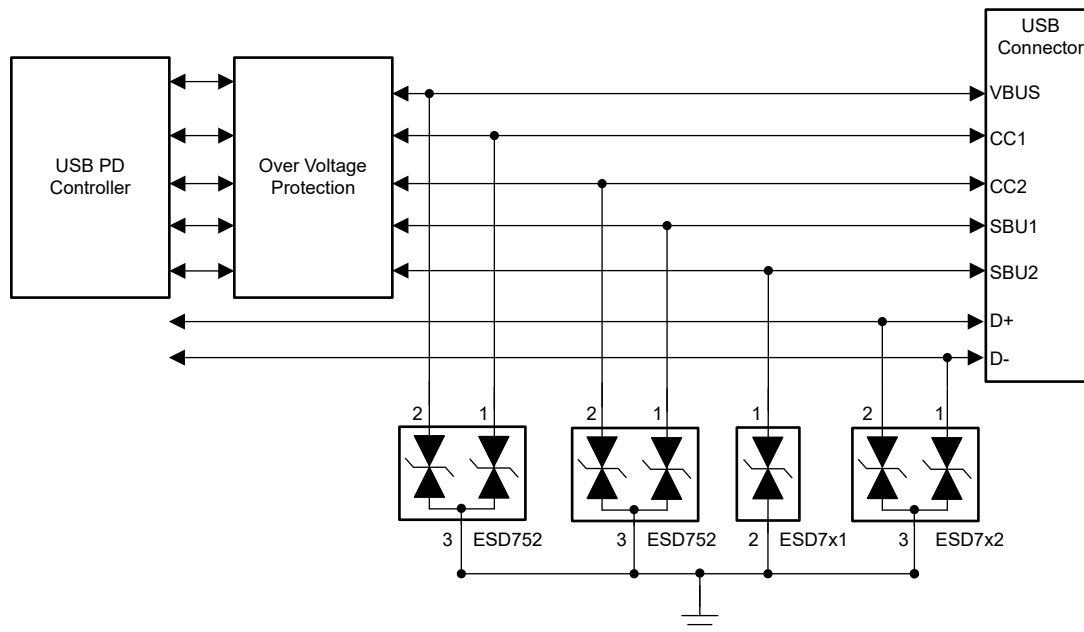 USB
Connector
USB PD
Controller
Over Voltage
Protection
VBUS
CC1
CC2
SBU1
SBU2
D+
D-
2 1 2 1 1 2 1
3 ESD752 3 ESD752 2 ESD7x1 3 ESD7x2